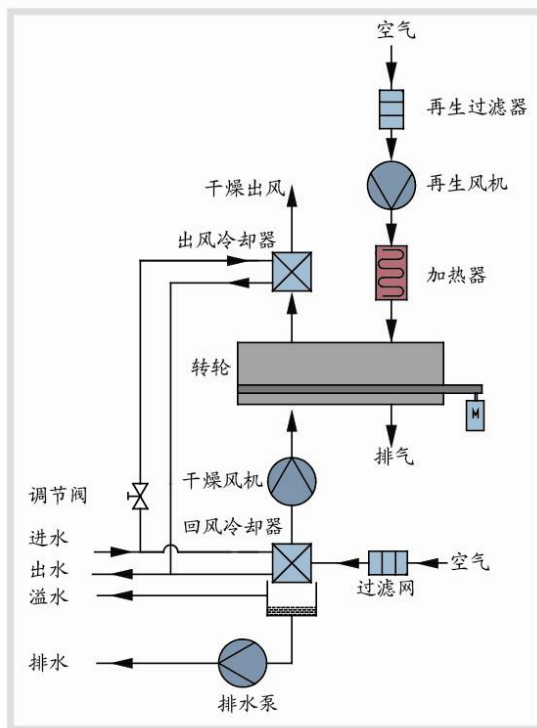 空气
再生过滤器
再生风机
干燥出风
出风冷却器
加热器
转轮
M
排气
干燥风机
调节阀
回风冷却器
进水
出水
空气
过滤网
溢水
排水
排水泵